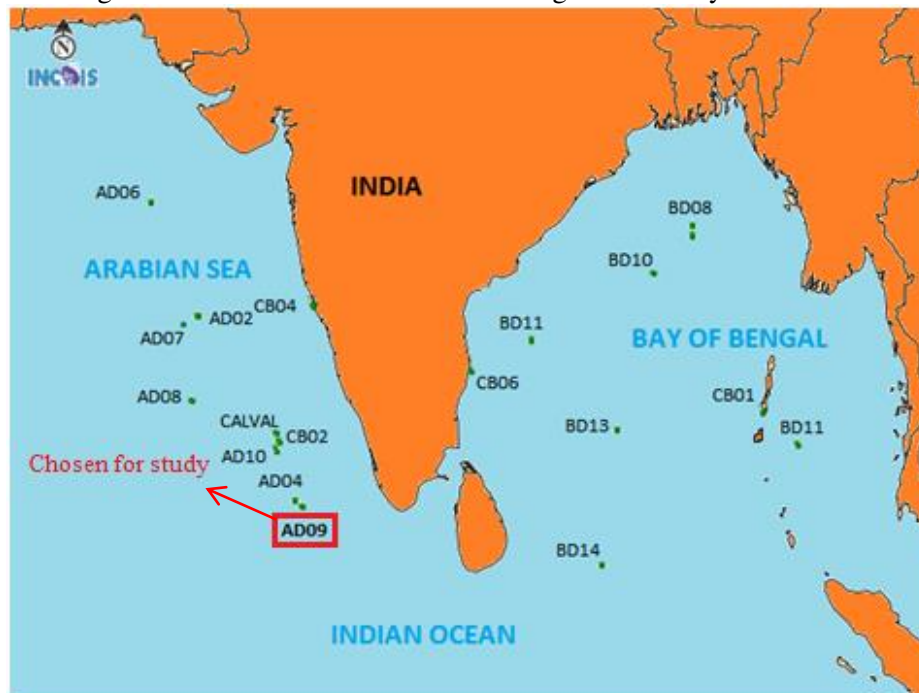 N
INCOIS
INDIA
AD06
BD08
ARABIAN SEA
BD10
CB04
AD02
AD07
BD11
BAY OF BENGAL
CB06
AD08
CB01
CALVAL
CB02
BD13
BD11
AD10
Chosen for study
AD04
AD09
BD14
INDIAN OCEAN